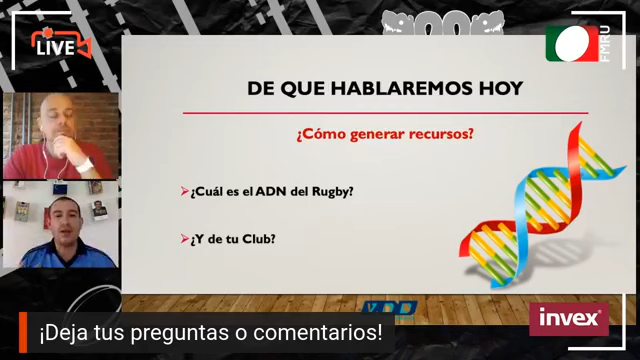 LIVE
FMRU
DE QUE HABLAREMOS HOY
¿Cómo generar recursos?
➢¿Cuál es el ADN del Rugby?
➢¿Y de tu Club?
invex
¡Deja tus preguntas o comentarios!